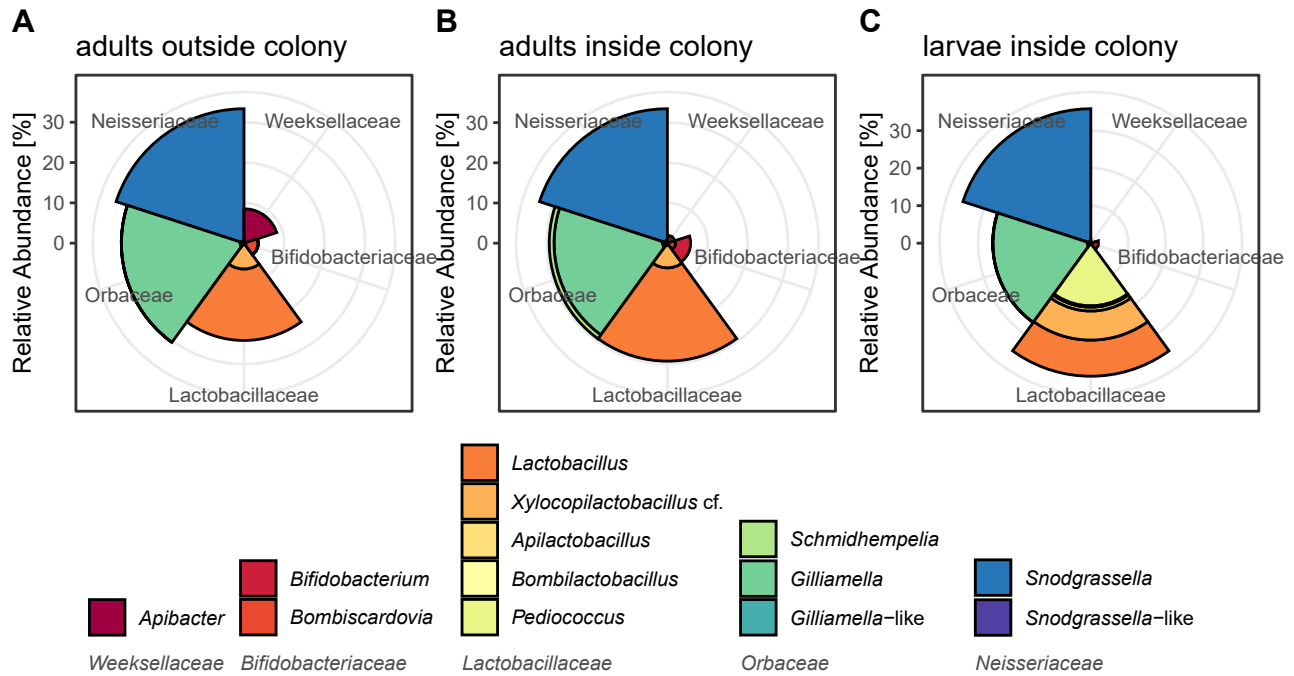 A
adults outside colony
Relative Abundance [%]
30
20
10
0
Neisseriaceae
Weeksellaceae
Bifidobacteriaceae
Orbaceae
Lactobacillaceae
B
adults inside colony
Relative Abundance [%]
30
20
10
0
Neisseriaceae
Weeksellaceae
Bifidobacteriaceae
Orbaceae
Lactobacillaceae
C
larvae inside colony
Relative Abundance [%]
30
20
10
0
Neisseriaceae
Weeksellaceae
Bifidobacteriaceae
Orbaceae
Lactobacillaceae
Apibacter
Weeksellaceae
Bifidobacterium
Bombiscardovia
Bifidobacteriaceae
Lactobacillus
Xylocopilactobacillus cf.
Apilactobacillus
Bombilactobacillus
Pediococcus
Lactobacillaceae
Schmidhempelia
Gilliamella
Gilliamella−like
Orbaceae
Snodgrassella
Snodgrassella−like
Neisseriaceae